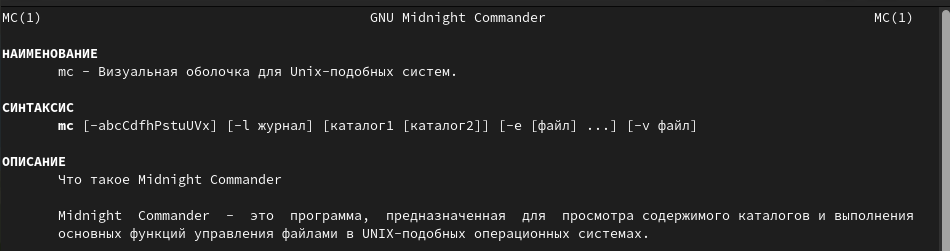 MC(1) GNU Midnight Commander MC(1)
НАИМЕНОВАНИЕ
mc - Визуальная оболочка для Unix-подобных систем.
СИНТАКСИС
mc [-abcCdfhPstuUVx] [-l журнал] [каталог1 [каталог2]] [-e [файл] ...] [-v файл]
ОПИСАНИЕ
Что такое Midnight Commander
Midnight Commander - это программа, предназначенная для просмотра содержимого каталогов и выполнения
основных функций управления файлами в UNIX-подобных операционных системах.